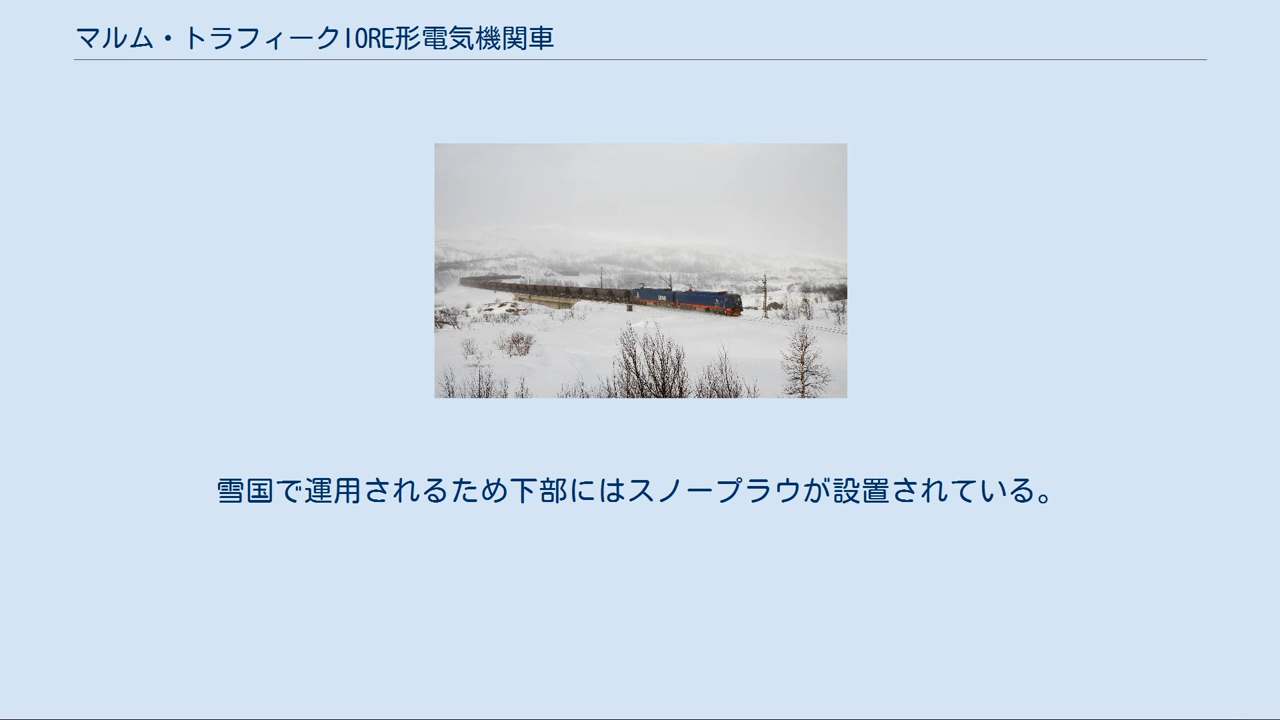 マルム・トラフィークIORE形電気機関車
雪国で運用されるため下部にはスノープラウが設置されている。